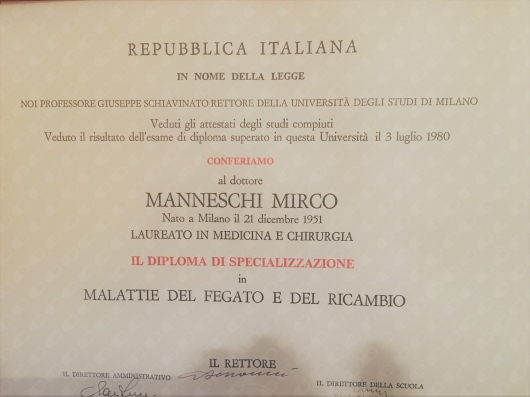 REPUBBLICA ITALIANA
IN NOME DELLA LEGGE
NOI PROFESSORE GIUSEPPE SCHIAVINATO RETTORE DELLA UNIVERSITÀ DEGLI STUDI DI MILANO
Veduti gli attestati degli studi compiuti
Veduto il risultato dell'esame di diploma superato in questa Università il 3 luglio 1980
CONFERIAMO
al dottore
MANNESCHI MIRCO
Nato a Milano il 21 dicembre 1951
LAUREATO IN MEDICINA E CHIRURGIA
IL DIPLOMA DI SPECIALIZZAZIONE
in
MALATTIE DEL FEGATO E DEL RICAMBIO
IL RETTORE
IL DIRETTORE AMMINISTRATIVO
IL DIRETTORE DELLA SCUOLA